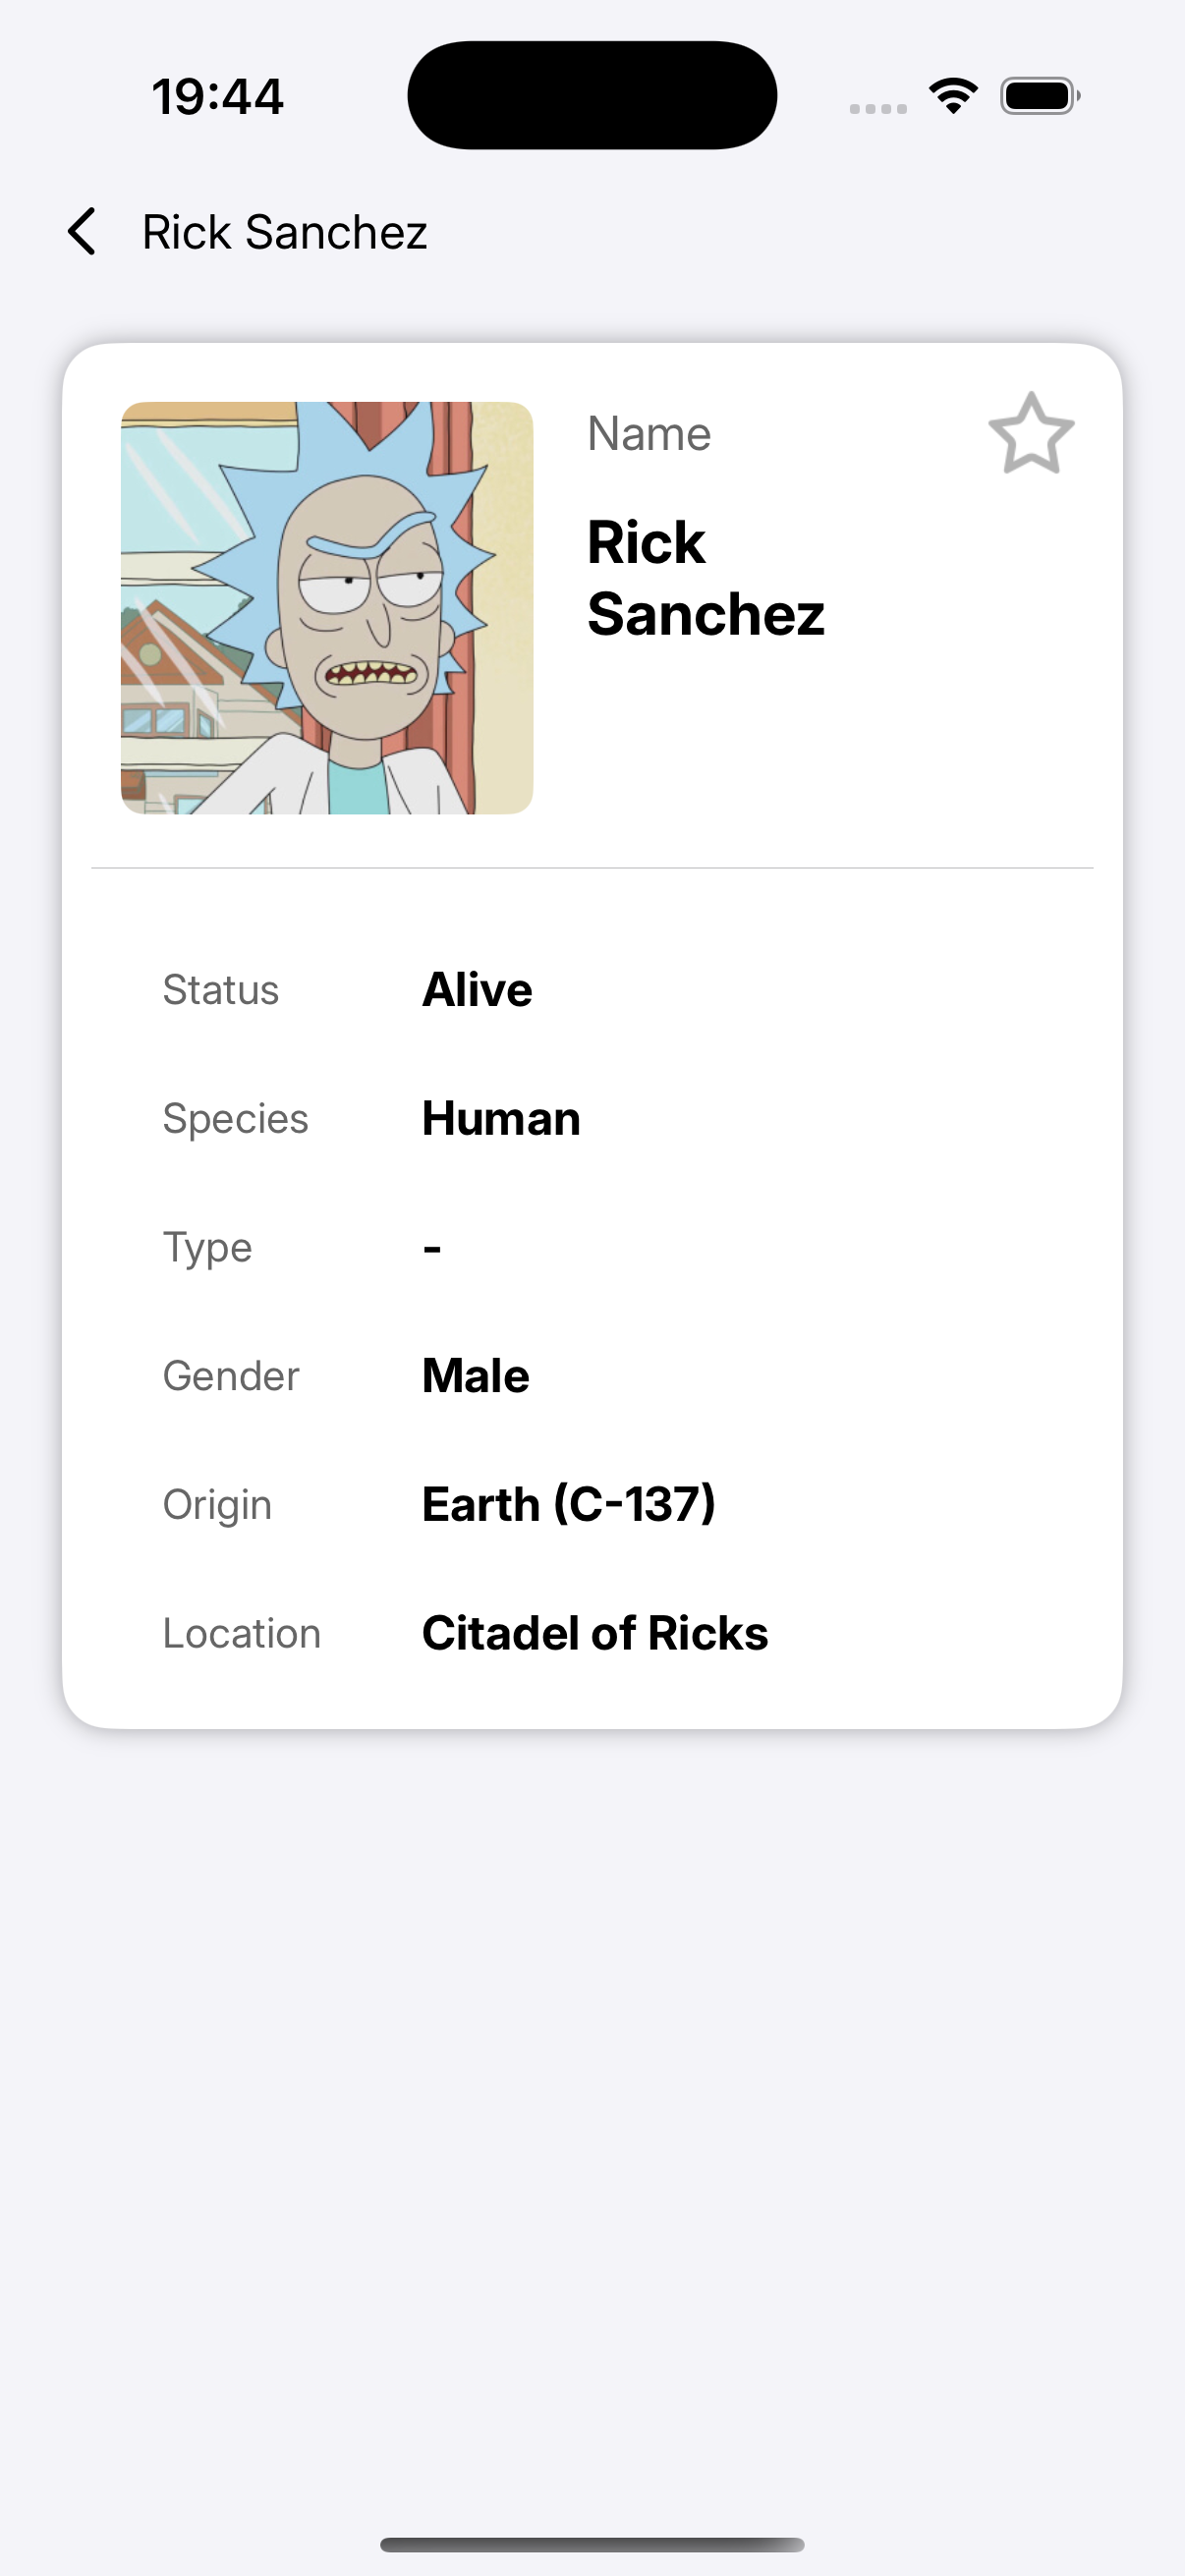 19:44
Rick Sanchez
Name
Rick
Sanchez
Status Alive
Species Human
Type -
Gender Male
Origin Earth (C-137)
Location Citadel of Ricks